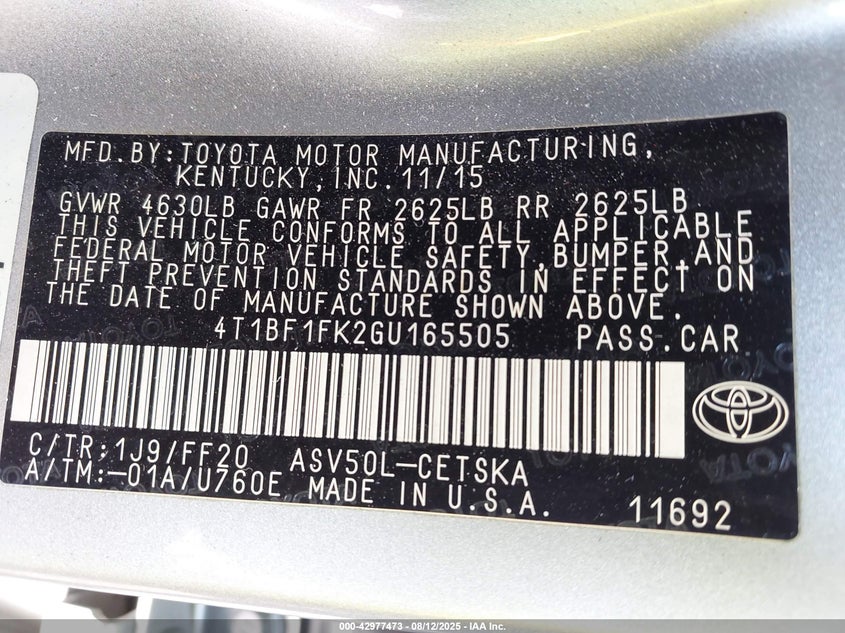 MFD.BY:TOYOTA MOTOR MANUFACTURING,
KENTUCKY,INC.11/15
GVWR 4630LB GAWR FR 2625LB RR 2625LB
THIS VEHICLE CONFORMS TO ALL APPLICABLE
FEDERAL MOTOR VEHICLE SAFETY,BUMPER,AND
THEFT PREVENTION STANDARDS IN EFFECT ON
THE DATE OF MANUFACTURE SHOWN ABOVE.
4T1BF1FK2GU165505 PASS.CAR
C/TR:1J9/FF20 ASV50L-CETSKA
A/TM:-01A/U760E MADE IN U.S.A.
11692
000-42977473 - 08/12/2025 - IAA Inc.